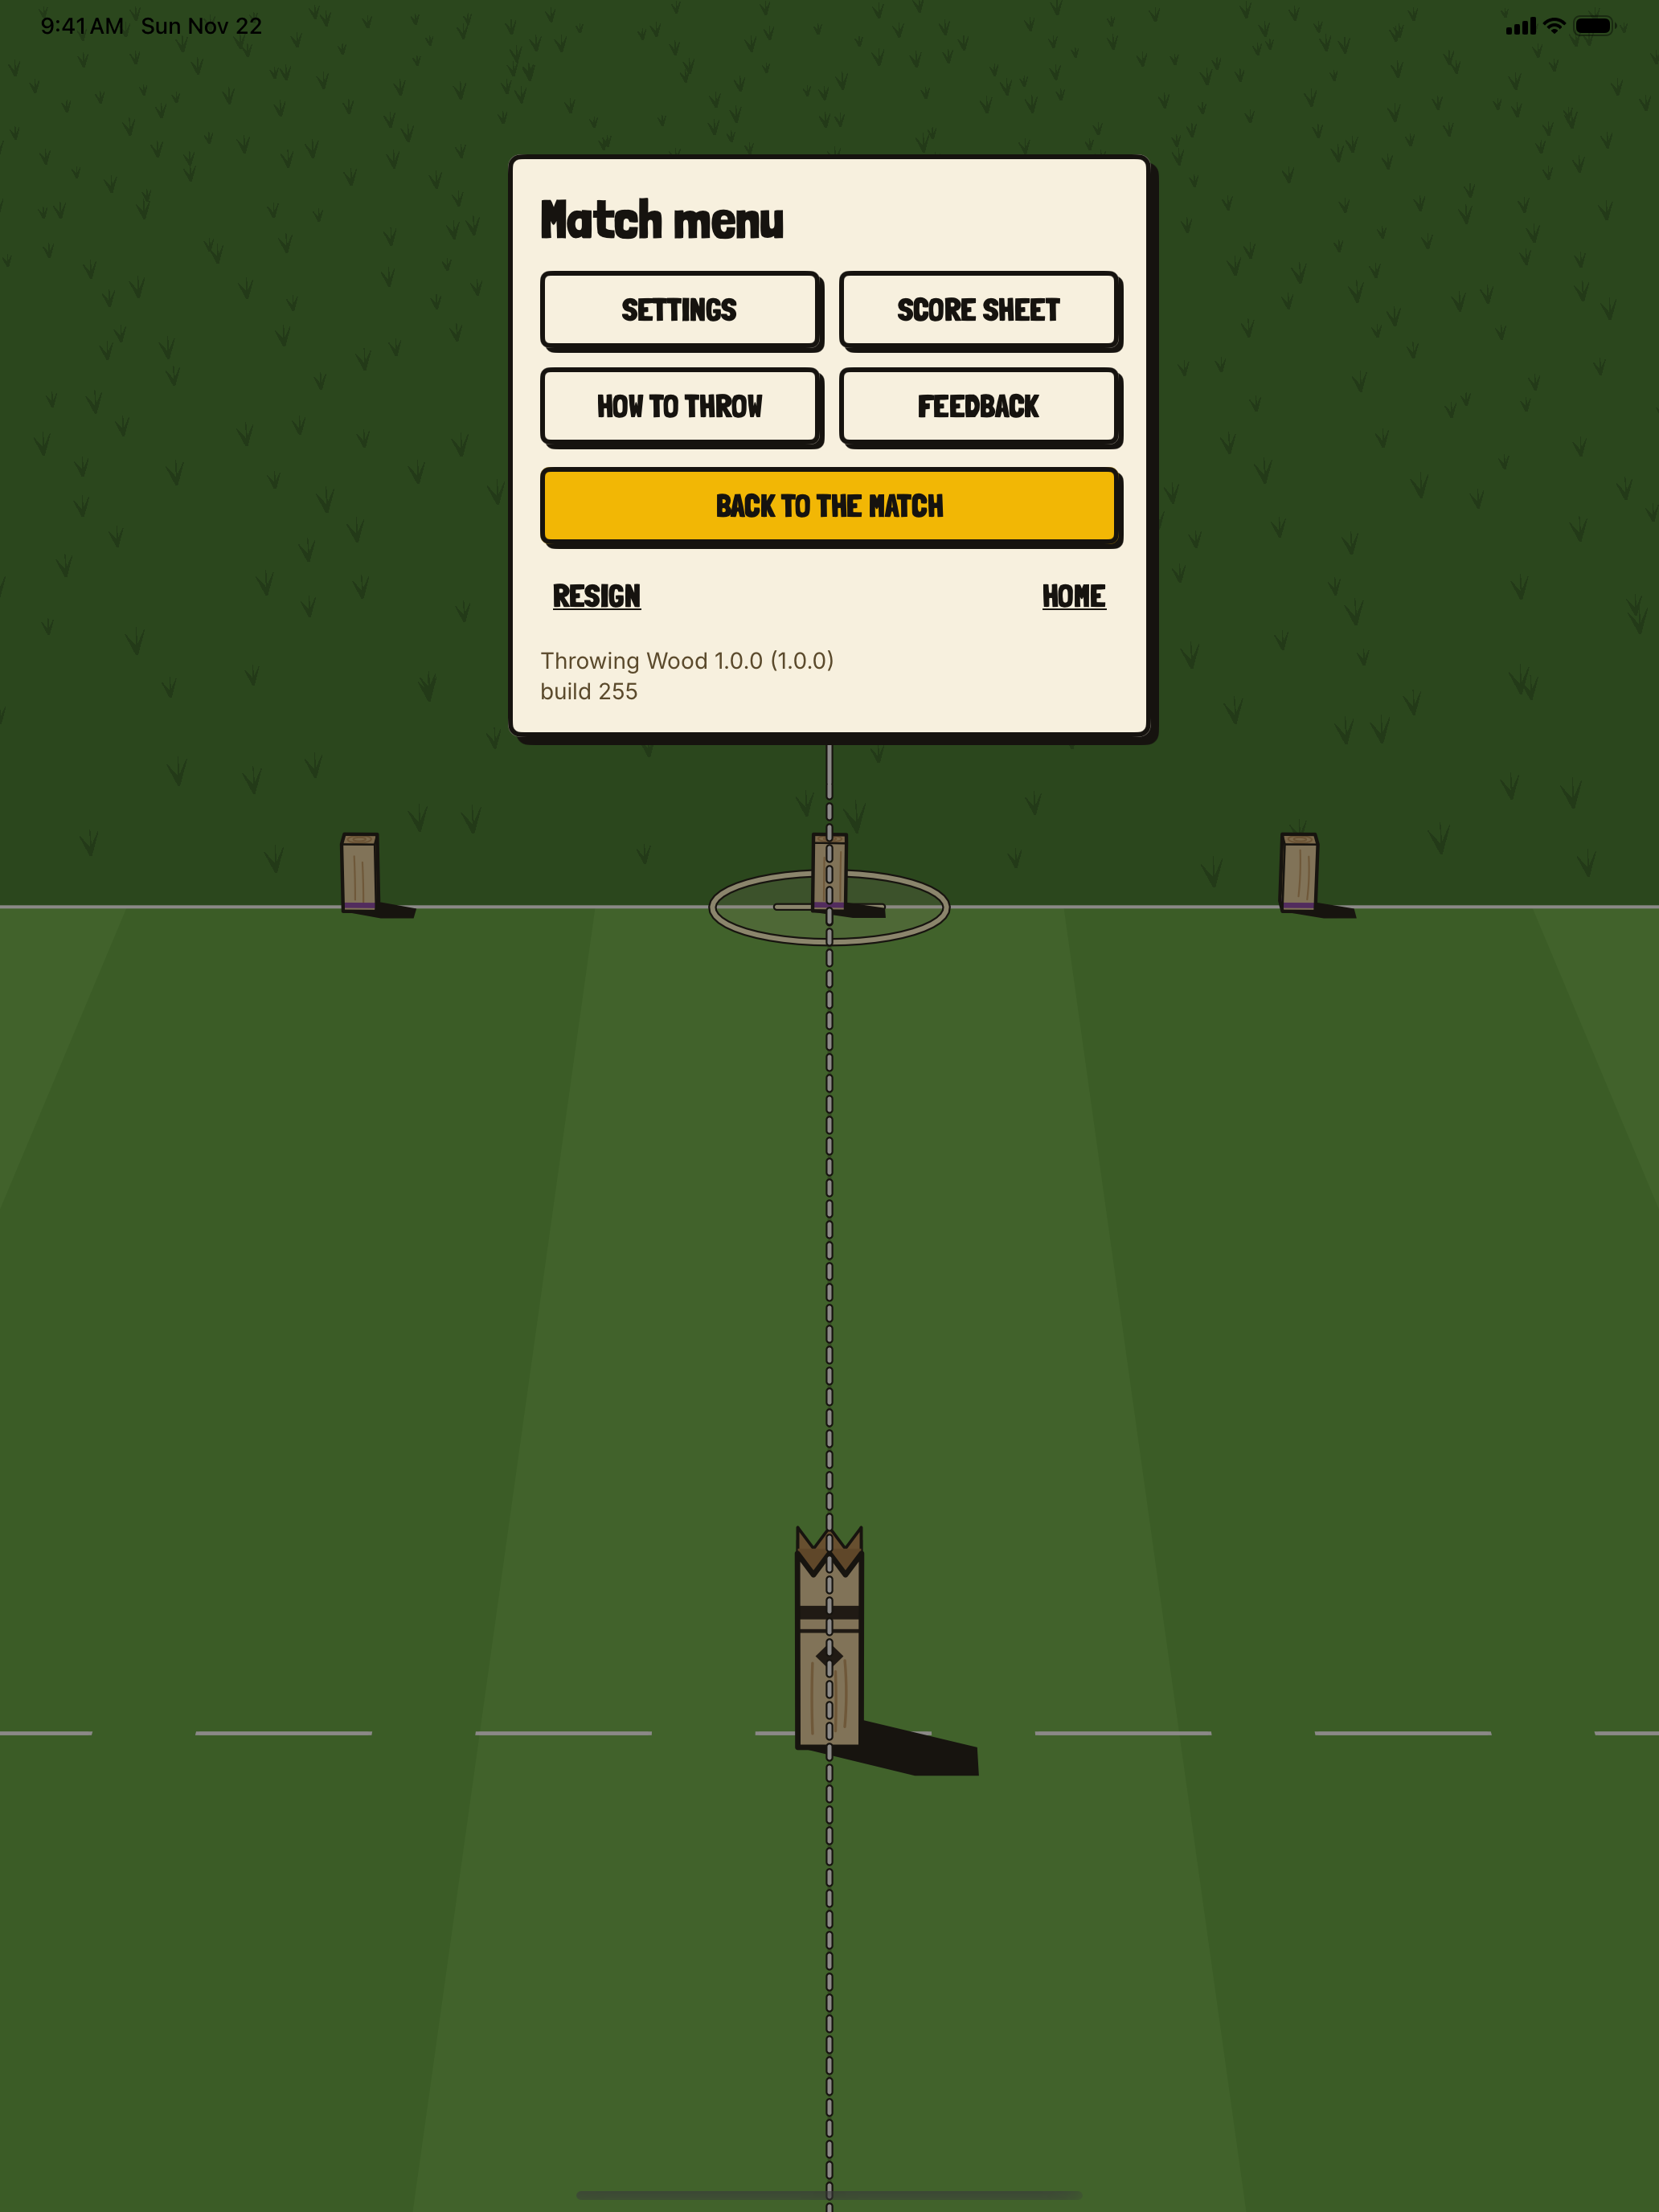 9:41 AM Sun Nov 22
Match menu
SETTINGS
SCORE SHEET
HOW TO THROW
FEEDBACK
BACK TO THE MATCH
RESIGN
HOME
Throwing Wood 1.0.0 (1.0.0)
build 255